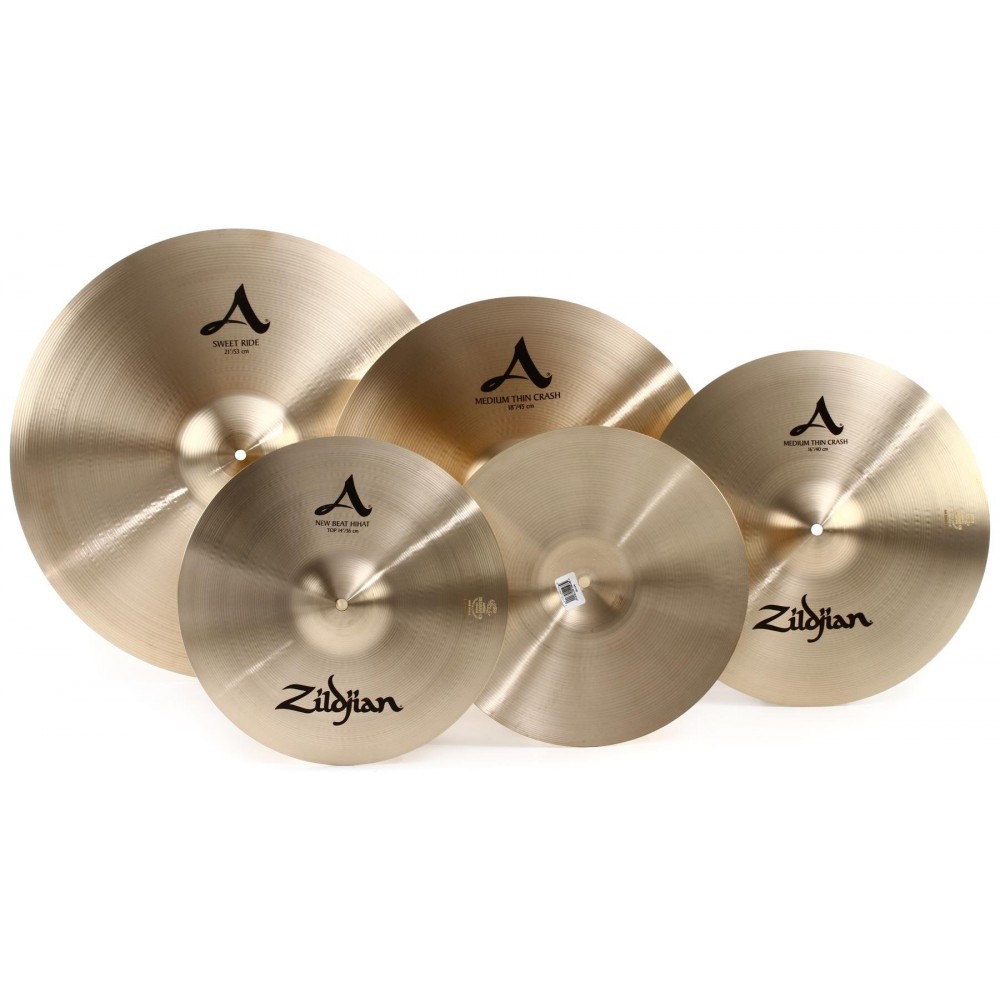 A
SWEET RIDE
21"/53 cm
A
MEDIUM THIN CRASH
18"/45 cm
A
MEDIUM THIN CRASH
16"/40 cm
Zildjian
A
NEW BEAT HIHAT
TOP 14"/36 cm
Zildjian